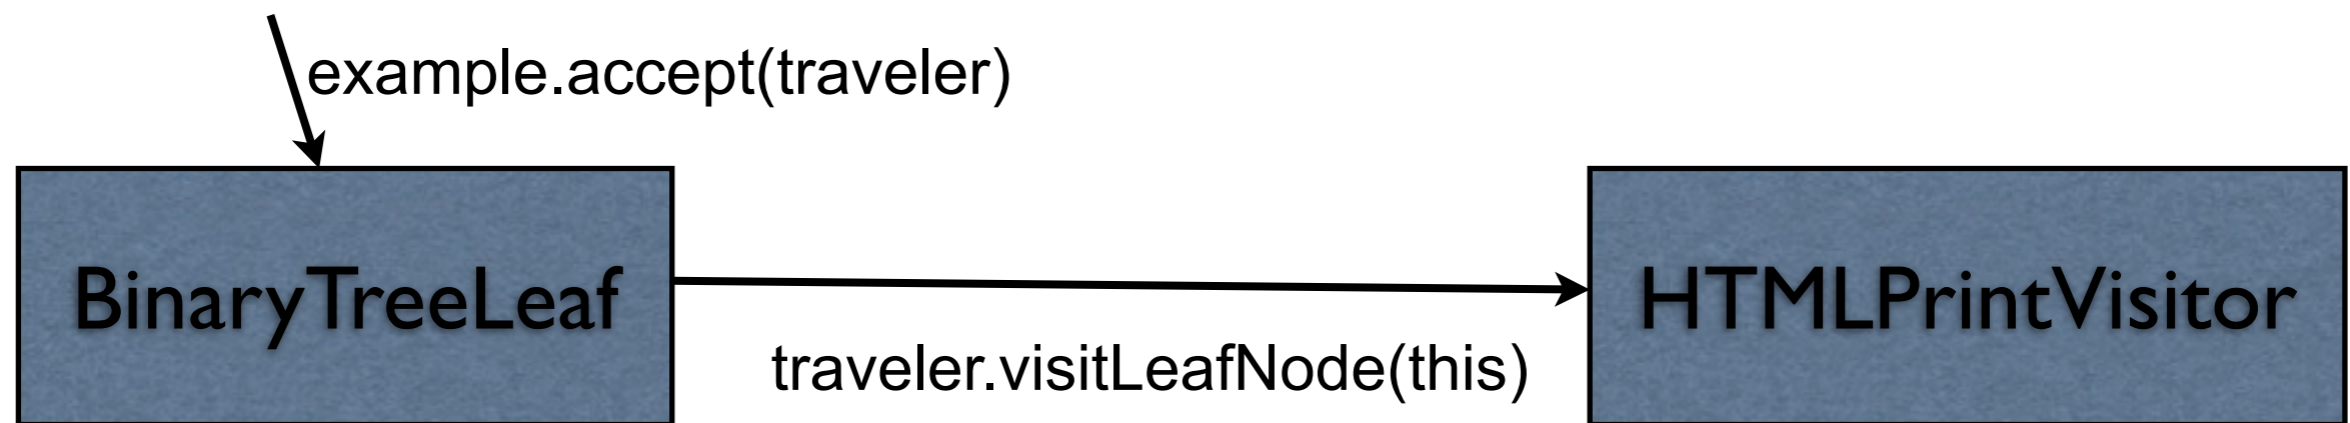 example.accept(traveler)
BinaryTreeLeaf
HTMLPrintVisitor
traveler.visitLeafNode(this)